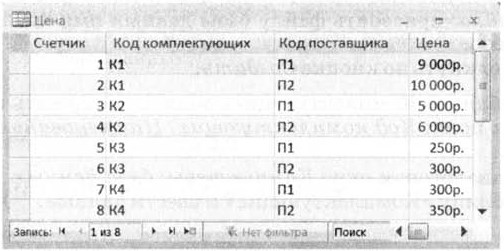 Цена
Счетчик Код комплектующих Код поставщика Цена
1 К1 П1 9 000р.
2 К1 П2 10 000р.
3 К2 П1 5 000р.
4 К2 П2 6 000р.
5 К3 П1 250р.
6 К3 П2 300р.
7 К4 П1 300р.
8 К4 П2 350р.
Запись: 1 из 8 Нет фильтра Поиск